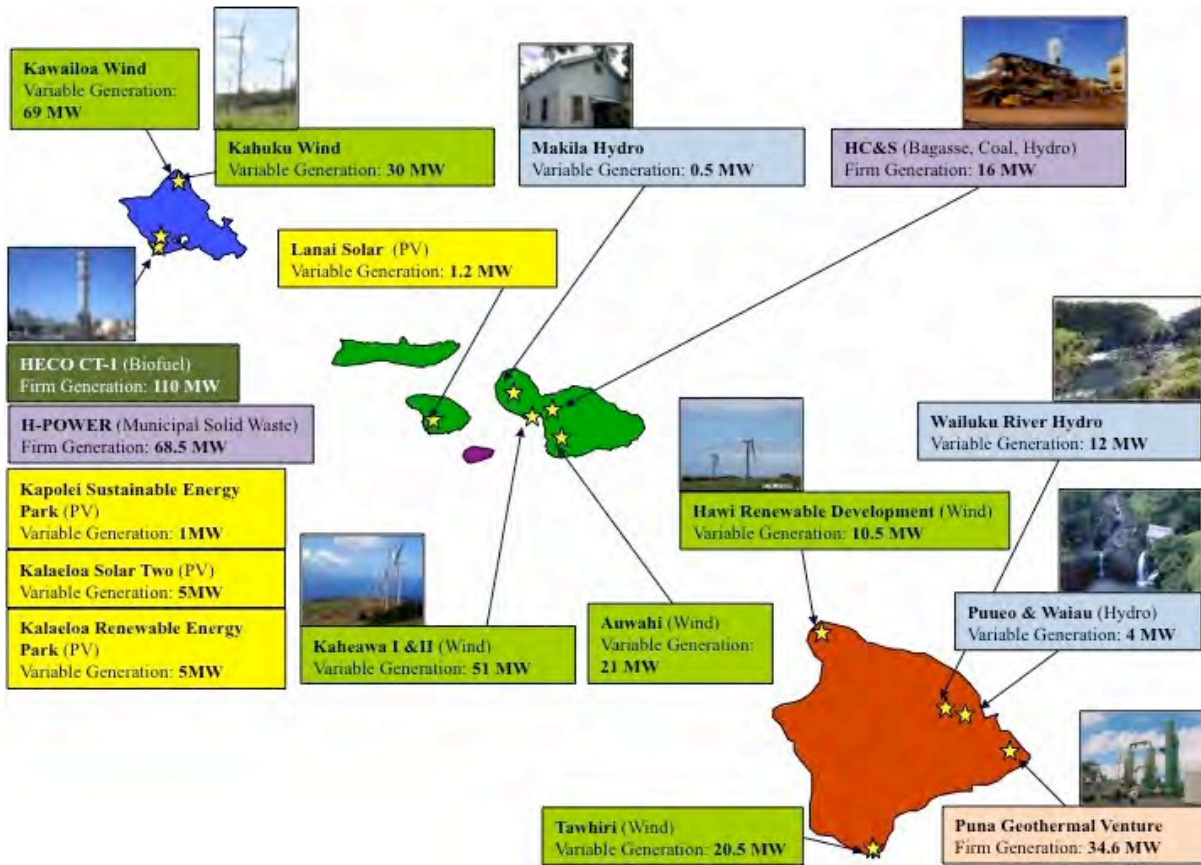 Kawailoa Wind
Variable Generation:
69 MW
Kahuku Wind
Variable Generation: 30 MW
Makila Hydro
Variable Generation: 0.5 MW
HC&S (Bagasse, Coal, Hydro)
Firm Generation: 16 MW
Lanai Solar (PV)
Variable Generation: 1.2 MW
HECO CT-1 (Biofuel)
Firm Generation: 110 MW
H-POWER (Municipal Solid Waste)
Firm Generation: 68.5 MW
Kapolei Sustainable Energy
Park (PV)
Variable Generation: 1MW
Kalaeloa Solar Two (PV)
Variable Generation: 5MW
Kalaeloa Renewable Energy
Park (PV)
Variable Generation: 5MW
Kaheawa I &II (Wind)
Variable Generation: 51 MW
Auwahi (Wind)
Variable Generation:
21 MW
Hawi Renewable Development (Wind)
Variable Generation: 10.5 MW
Wailuku River Hydro
Variable Generation: 12 MW
Puueo & Waiau (Hydro)
Variable Generation: 4 MW
Tawhiri (Wind)
Variable Generation: 20.5 MW
Puna Geothermal Venture
Firm Generation: 34.6 MW